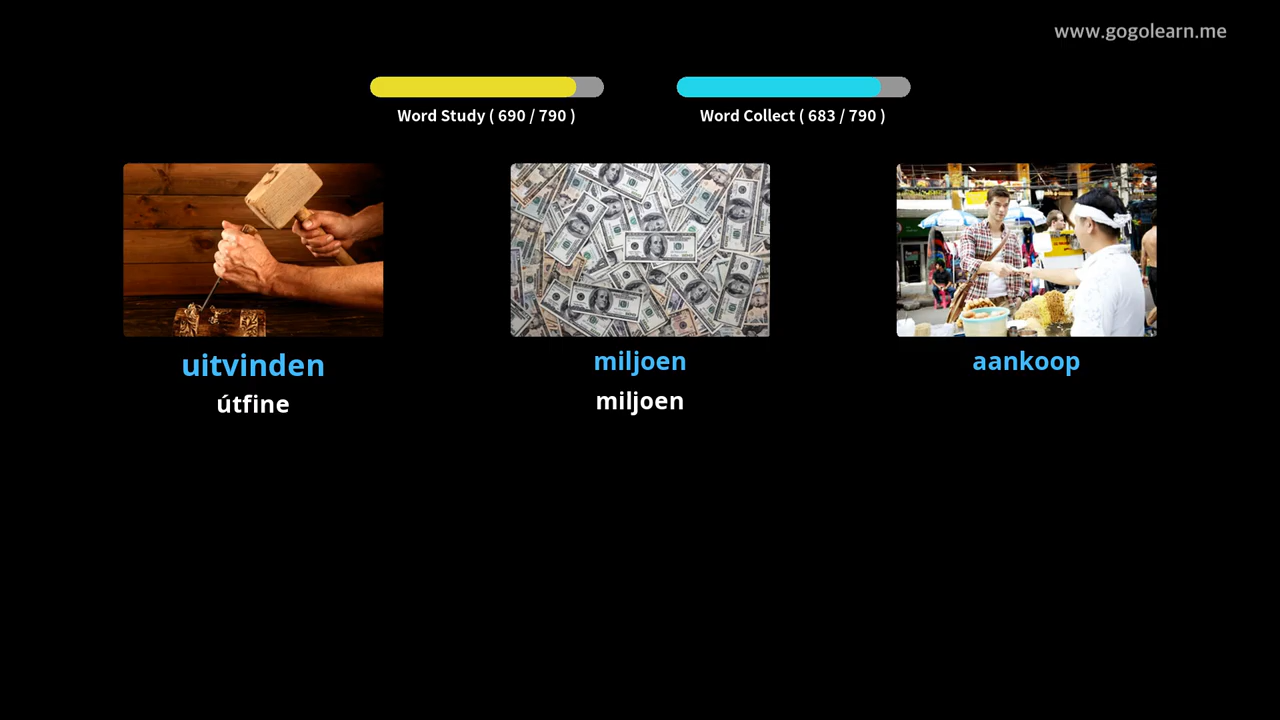 www.gogolearn.me
Word Study ( 690 / 790 )
Word Collect ( 683 / 790 )
uitvinden
útfine
miljoen
miljoen
aankoop